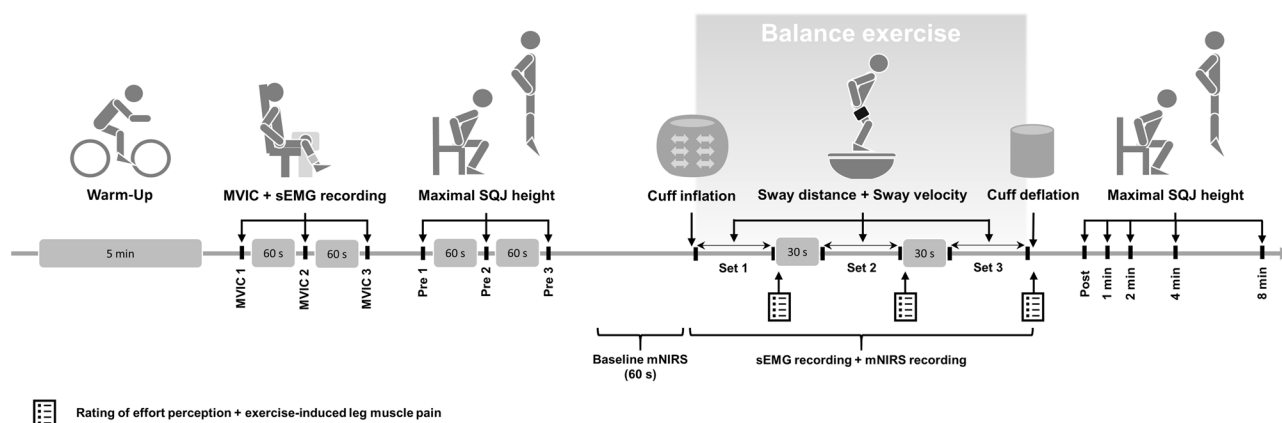 Balance exercise
Warm-Up
MVIC + sEMG recording
Maximal SQJ height
Cuff inflation
Sway distance + Sway velocity
Cuff deflation
Maximal SQJ height
5 min
60 s
60 s
60 s
60 s
30 s
30 s
MVIC 1
MVIC 2
MVIC 3
Pre 1
Pre 2
Pre 3
Set 1
Set 2
Set 3
Post
1 min
2 min
4 min
8 min
Baseline mNIRS
(60 s)
sEMG recording + mNIRS recording
Rating of effort perception + exercise-induced leg muscle pain